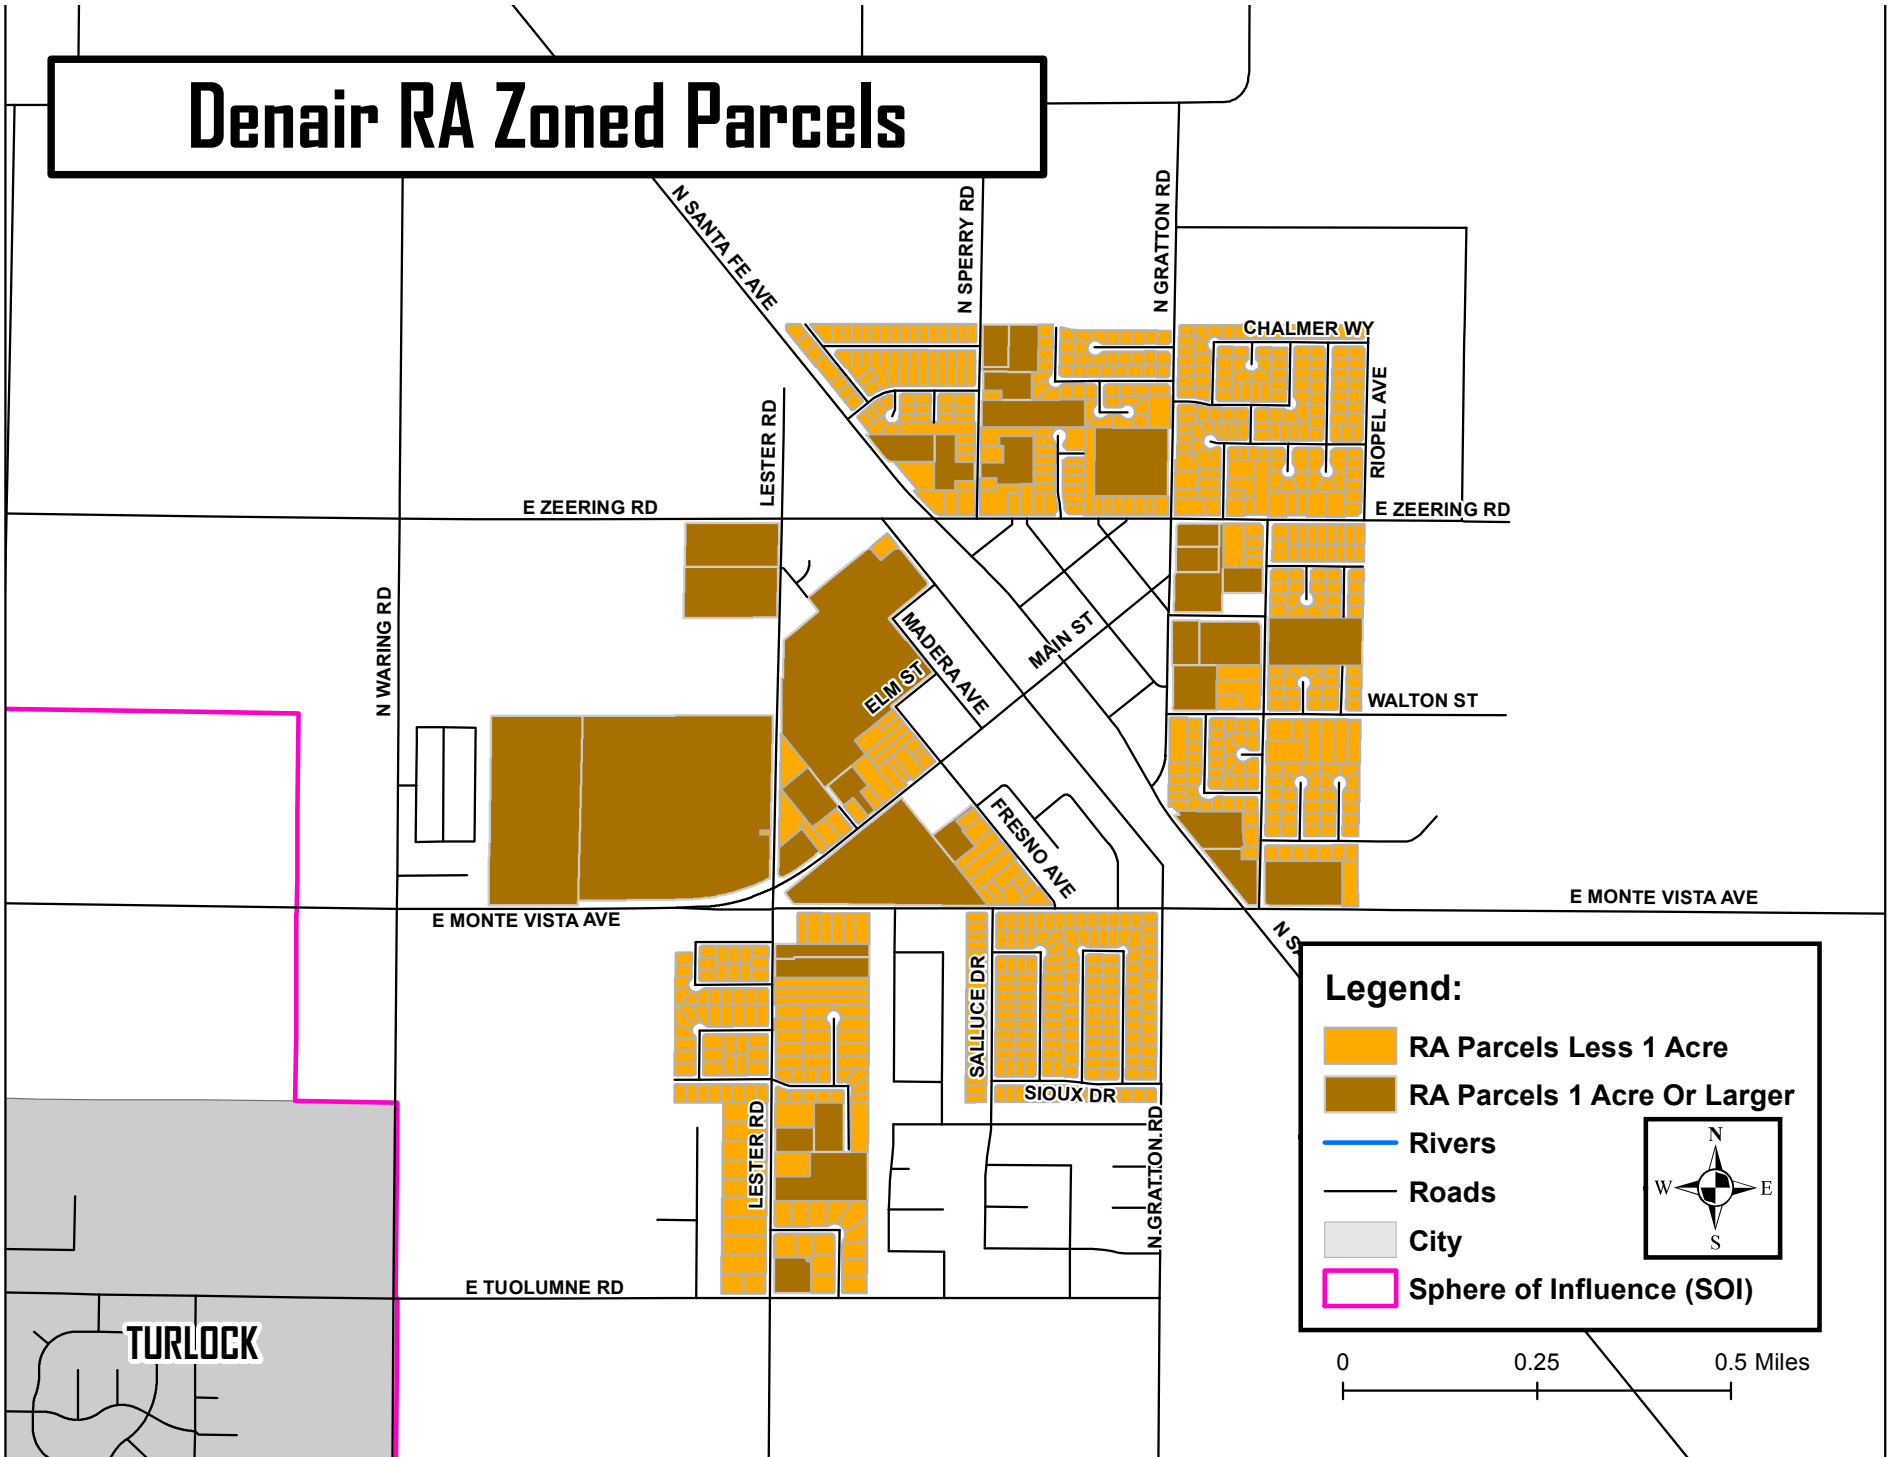 Denair RA Zoned Parcels
N SANTA FE AVE
N SPERRY RD
N GRATTON RD
CHALMER WY
RIOPEL AVE
LESTER RD
E ZEERING RD
E ZEERING RD
N WARING RD
MADERA AVE
MAIN ST
ELM ST
WALTON ST
FRESNO AVE
E MONTE VISTA AVE
E MONTE VISTA AVE
N S
SALLUCE DR
SIOUX DR
LESTER RD
N GRATTON RD
E TUOLUMNE RD
TURLOCK
Legend:
RA Parcels Less 1 Acre
RA Parcels 1 Acre Or Larger
Rivers
Roads
City
Sphere of Influence (SOI)
N
W E
S
0 0.25 0.5 Miles